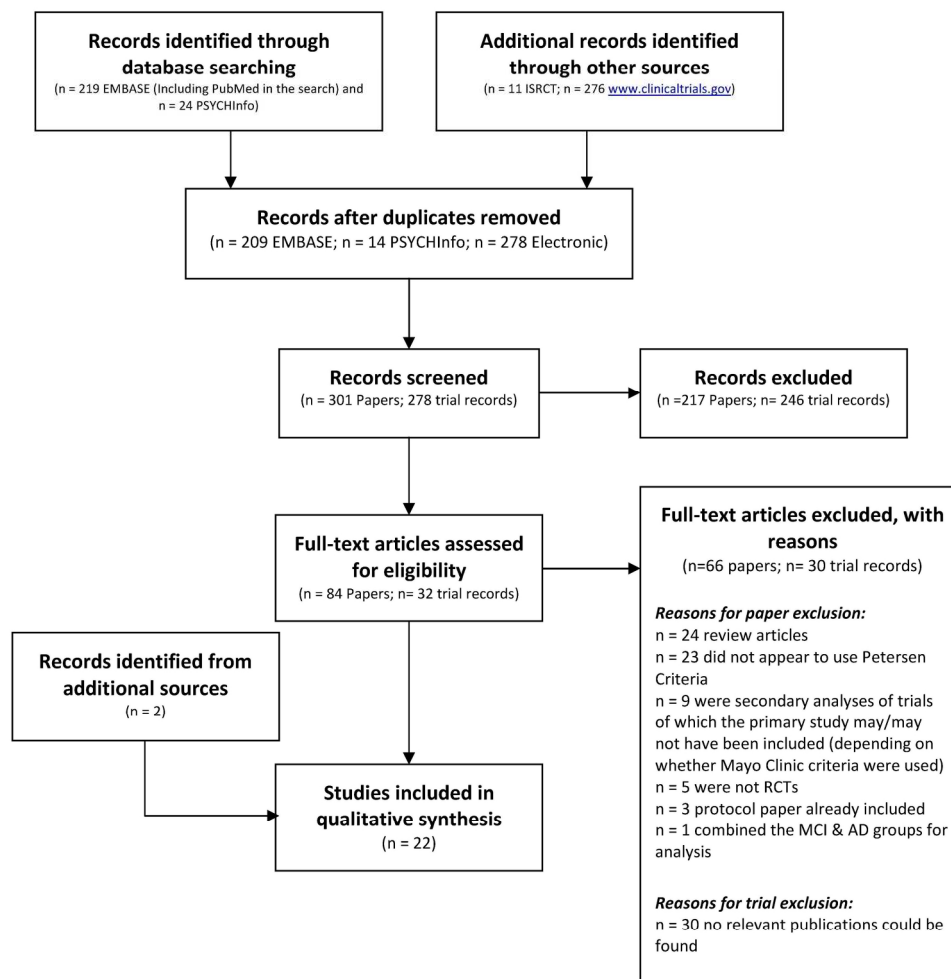 Records identified through
database searching
(n = 219 EMBASE (Including PubMed in the search) and
n = 24 PSYCHInfo)
Additional records identified
through other sources
(n = 11 ISRCT; n = 276 www.clinicaltrials.gov)
Records after duplicates removed
(n = 209 EMBASE; n = 14 PSYCHInfo; n = 278 Electronic)
Records screened
(n = 301 Papers; 278 trial records)
Records excluded
(n =217 Papers; n= 246 trial records)
Full-text articles assessed
for eligibility
(n = 84 Papers; n= 32 trial records)
Full-text articles excluded, with
reasons
(n=66 papers; n= 30 trial records)
Reasons for paper exclusion:
n = 24 review articles
n = 23 did not appear to use Petersen
Criteria
n = 9 were secondary analyses of trials
of which the primary study may/may
not have been included (depending on
whether Mayo Clinic criteria were used)
n = 5 were not RCTs
n = 3 protocol paper already included
n = 1 combined the MCI & AD groups for
analysis
Reasons for trial exclusion:
n = 30 no relevant publications could be
found
Records identified from
additional sources
(n = 2)
Studies included in
qualitative synthesis
(n = 22)